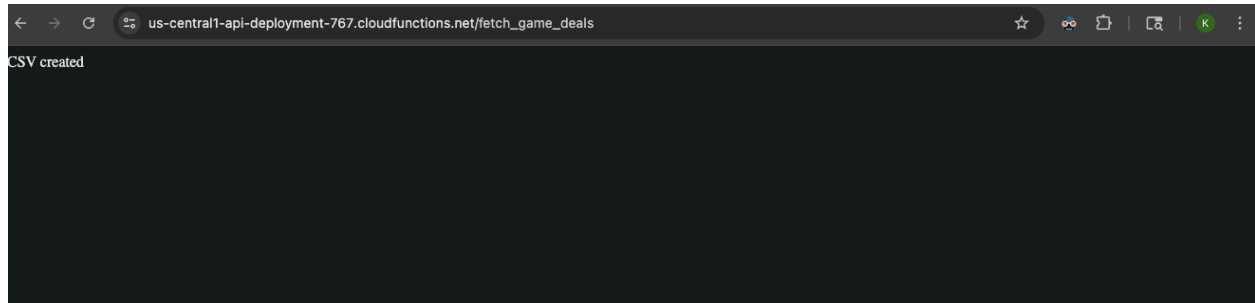 us-central1-api-deployment-767.cloudfunctions.net/fetch_game_deals
K
CSV created